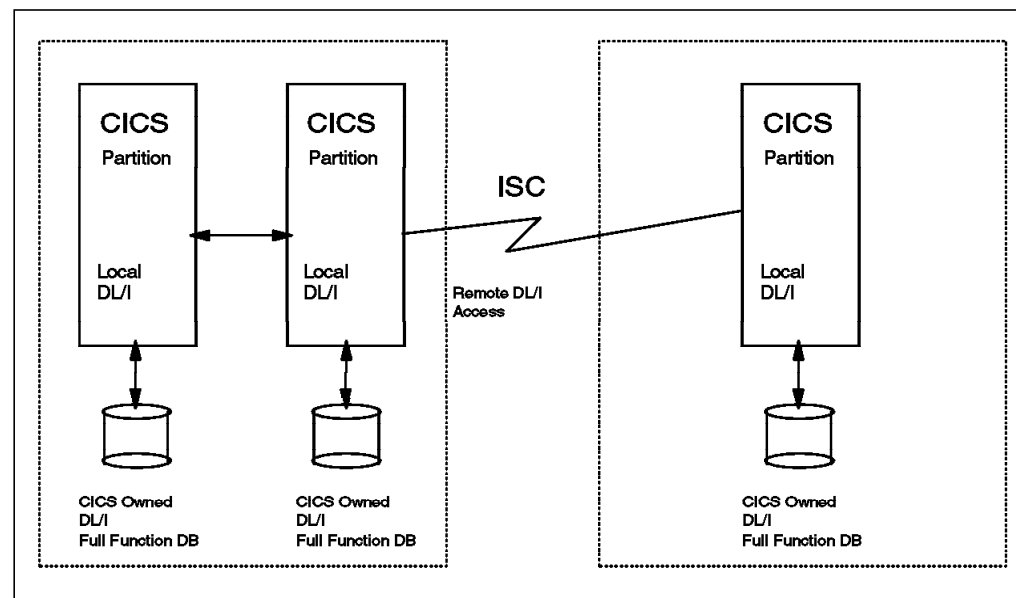 CICS
Partition
Local
DL/I
CICS Owned
DL/I
Full Function DB
CICS
Partition
Local
DL/I
CICS Owned
DL/I
Full Function DB
ISC
Remote DL/I
Access
CICS
Partition
Local
DL/I
CICS Owned
DL/I
Full Function DB